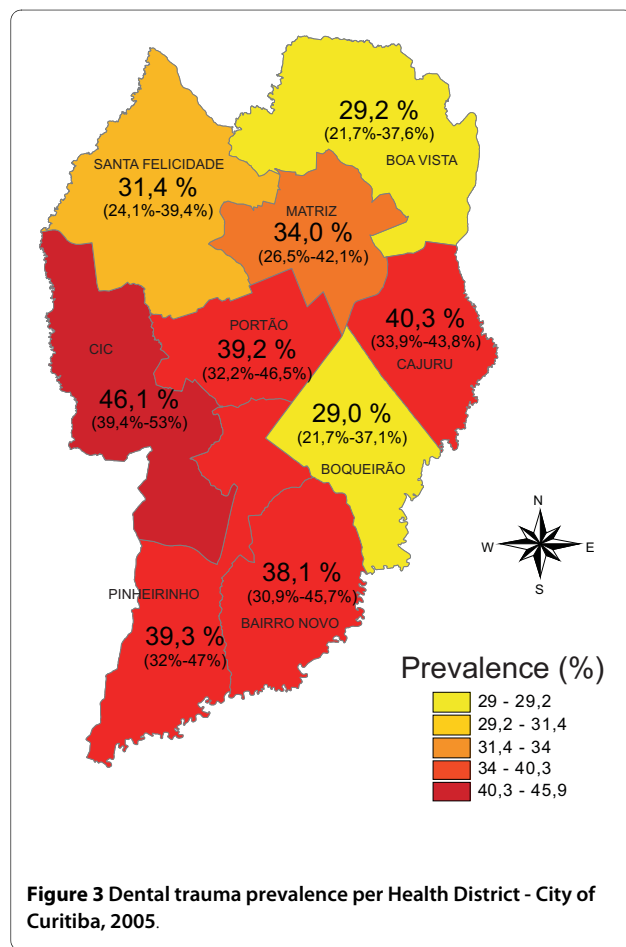 29,2 %
(21,7%-37,6%)
BOA VISTA
SANTA FELICIDADE
31,4 %
(24,1%-39,4%)
MATRIZ
34,0 %
(26,5%-42,1%)
40,3 %
(33,9%-43,8%)
CAJURU
PORTÃO
39,2 %
(32,2%-46,5%)
CIC
46,1 %
(39,4%-53%)
29,0 %
(21,7%-37,1%)
BOQUEIRÃO
N
W
E
S
38,1 %
(30,9%-45,7%)
BAIRRO NOVO
PINHEIRINHO
39,3 %
(32%-47%)
Prevalence (%)
29 - 29,2
29,2 - 31,4
31,4 - 34
34 - 40,3
40,3 - 45,9
Figure 3 Dental trauma prevalence per Health District - City of
Curitiba, 2005.